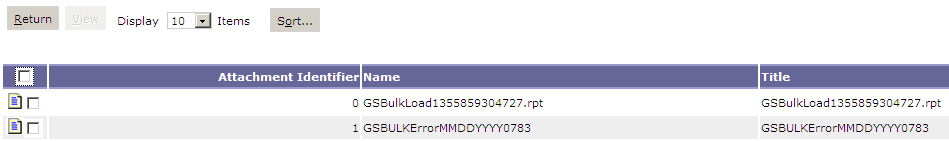 Return View Display 10 Items Sort...
Attachment Identifier Name Title
0 GSBulkLoad1355859304727.rpt GSBulkLoad1355859304727.rpt
1 GSBULKErrorMMDDYYYY0783 GSBULKErrorMMDDYYYY0783